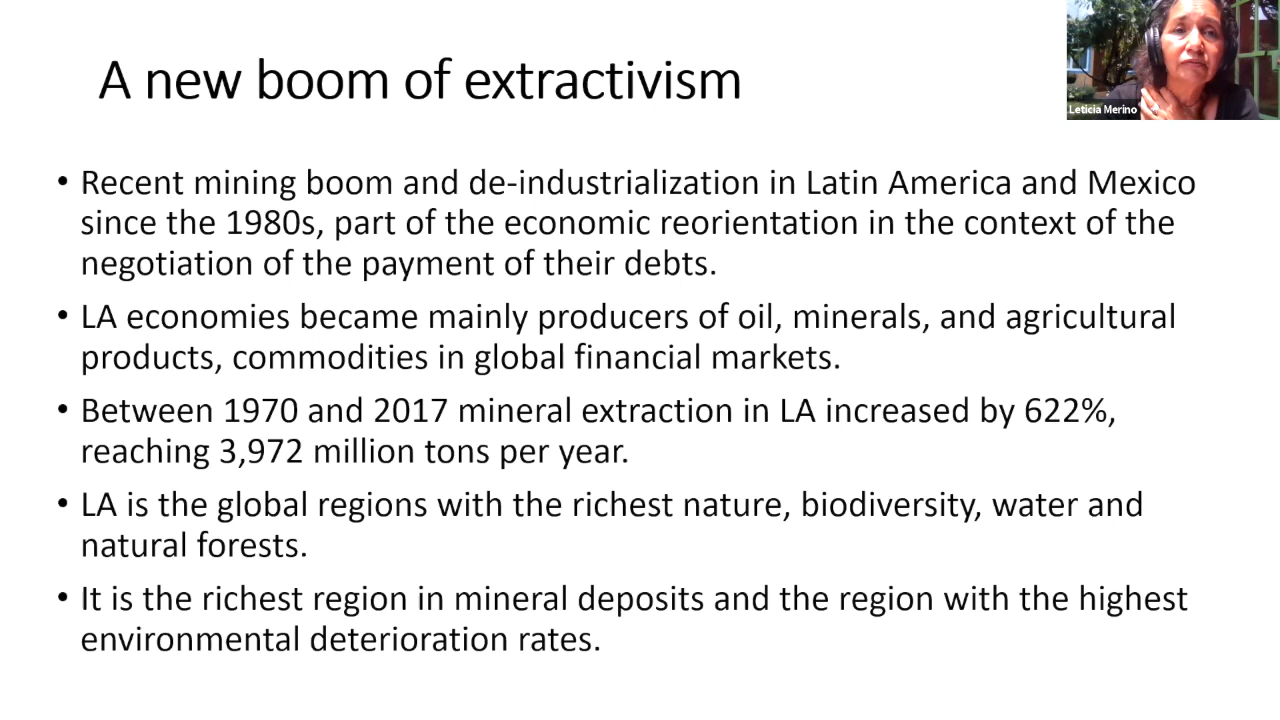 A new boom of extractivism
Leticia Merino
• Recent mining boom and de-industrialization in Latin America and Mexico
since the 1980s, part of the economic reorientation in the context of the
negotiation of the payment of their debts.
• LA economies became mainly producers of oil, minerals, and agricultural
products, commodities in global financial markets.
• Between 1970 and 2017 mineral extraction in LA increased by 622%,
reaching 3,972 million tons per year.
• LA is the global regions with the richest nature, biodiversity, water and
natural forests.
• It is the richest region in mineral deposits and the region with the highest
environmental deterioration rates.